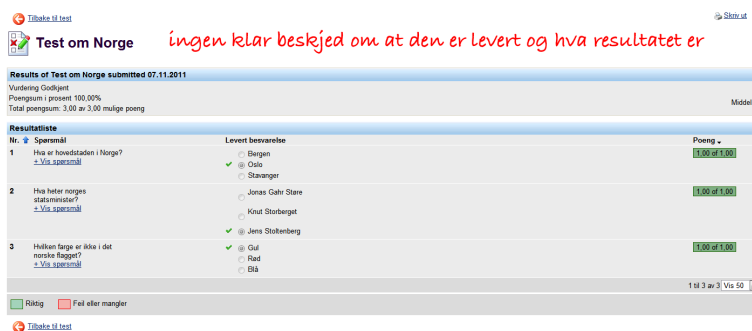 Tilbake til test
Skriv ut
Test om Norge
ingen klar beskjed om at den er levert og hva resultatet er
Results of Test om Norge submitted 07.11.2011
Vurdering Godkjent
Poengsum i prosent 100,00%
Middel
Total poengsum: 3,00 av 3,00 mulige poeng
Resultatliste
Nr. Spørsmål Levert besvarelse Poeng
1 Hva er hovedstaden i Norge? Bergen 1,00 of 1,00
+ Vis spørsmål Oslo
Stavanger
2 Hva heter norges Jonas Gahr Støre 1,00 of 1,00
statsminister?
+ Vis spørsmål Knut Storberget
Jens Stoltenberg
3 Hvilken farge er ikke i det Gul 1,00 of 1,00
norske flagget? Rød
+ Vis spørsmål Blå
1 til 3 av 3 Vis 50
Riktig Feil eller mangler
Tilbake til test